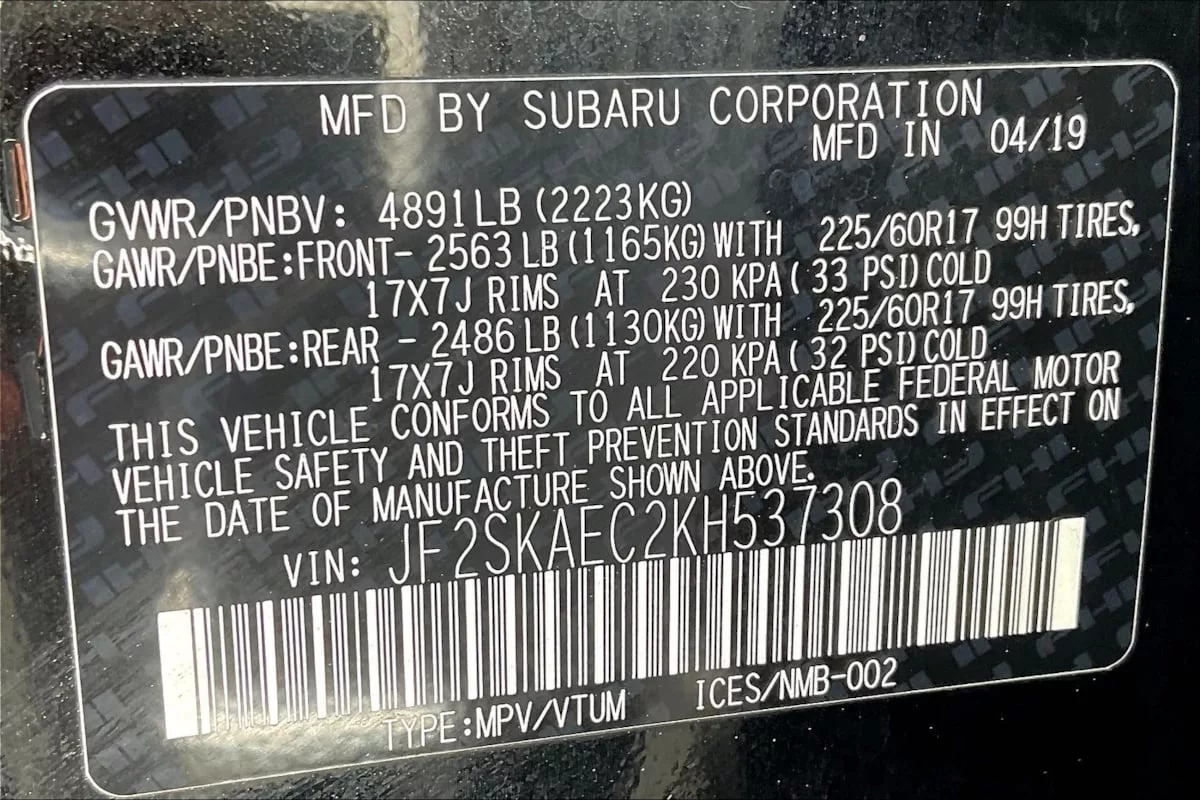 MFD BY SUBARU CORPORATION
MFD IN 04/19
GVWR/PNBV: 4891LB (2223KG)
GAWR/PNBE:FRONT- 2563 LB (1165KG) WITH 225/60R17 99H TIRES,
17X7J RIMS AT 230 KPA ( 33 PSI) COLD
GAWR/PNBE:REAR - 2486 LB (1130KG) WITH 225/60R17 99H TIRES,
17X7J RIMS AT 220 KPA ( 32 PSI) COLD
THIS VEHICLE CONFORMS TO ALL APPLICABLE FEDERAL MOTOR
VEHICLE SAFETY AND THEFT PREVENTION STANDARDS IN EFFECT ON
THE DATE OF MANUFACTURE SHOWN ABOVE.
VIN: JF2SKAEC2KH537308
TYPE:MPV/VTUM ICES/NMB-002